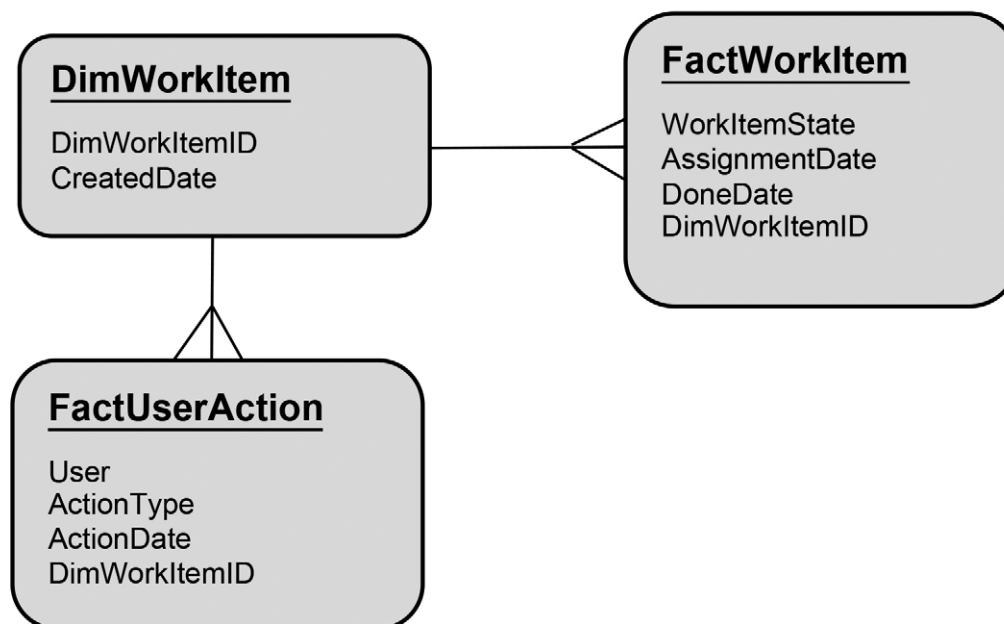 DimWorkItem
DimWorkItemID
CreatedDate
FactWorkItem
WorkItemState
AssignmentDate
DoneDate
DimWorkItemID
FactUserAction
User
ActionType
ActionDate
DimWorkItemID